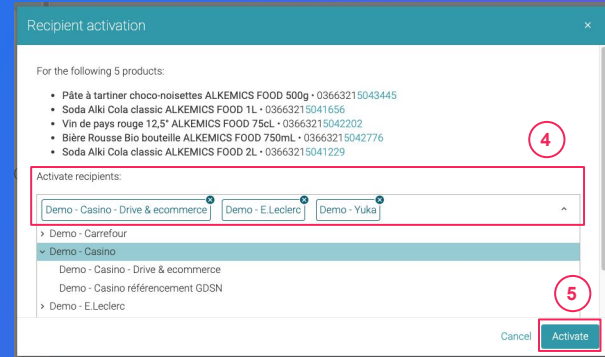 Recipient activation ×
For the following 5 products:
• Pâte à tartiner choco-noisettes ALKEMICS FOOD 500g • 03663215043445
• Soda Alki Cola classic ALKEMICS FOOD 1L • 03663215041656
• Vin de pays rouge 12,5° ALKEMICS FOOD 75cL • 03663215042202
• Bière Rousse Bio bouteille ALKEMICS FOOD 750mL • 03663215042776
• Soda Alki Cola classic ALKEMICS FOOD 2L • 03663215041229
4
Activate recipients:
Demo - Casino - Drive & ecommerce Demo - E.Leclerc Demo - Yuka
Demo - Carrefour
Demo - Casino
Demo - Casino - Drive & ecommerce
Demo - Casino référencement GDSN
Demo - E.Leclerc
5
Cancel Activate